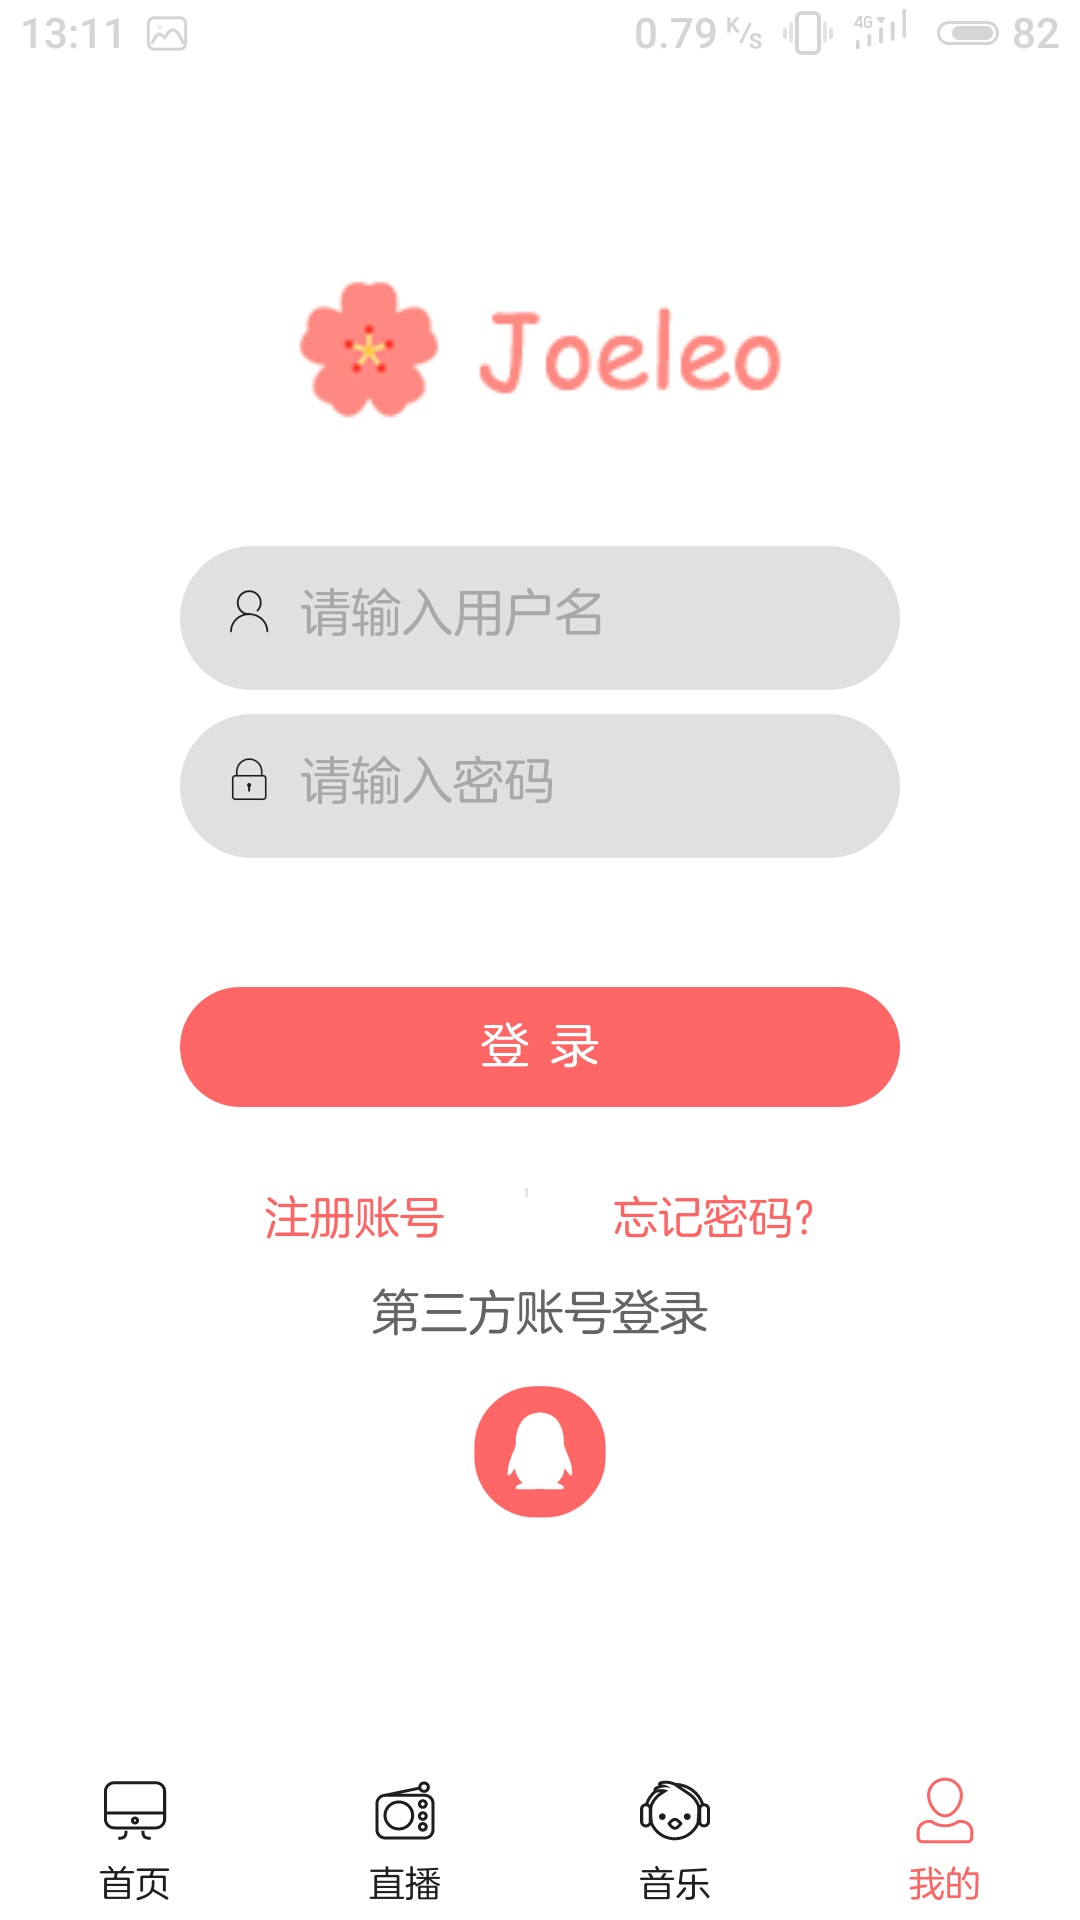 13:11 0.79 K/s 4G 82
Joeleo
请输入用户名
请输入密码
登 录
注册账号 忘记密码?
第三方账号登录
首页 直播 音乐 我的